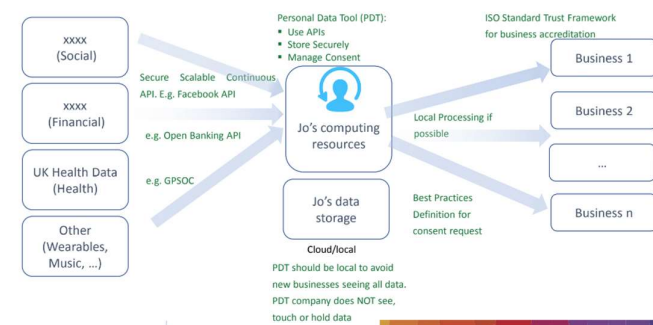 Personal Data Tool (PDT):
▪ Use APIs
▪ Store Securely
▪ Manage Consent
ISO Standard Trust Framework
for business accreditation
xxxx
(Social)
xxxx
(Financial)
UK Health Data
(Health)
Other
(Wearables,
Music, ...)
Secure Scalable Continuous
API. E.g. Facebook API
e.g. Open Banking API
e.g. GPSOC
Jo's computing
resources
Jo's data
storage
Cloud/local
PDT should be local to avoid
new businesses seeing all data.
PDT company does NOT see,
touch or hold data
Local Processing if
possible
Best Practices
Definition for
consent request
Business 1
Business 2
...
Business n